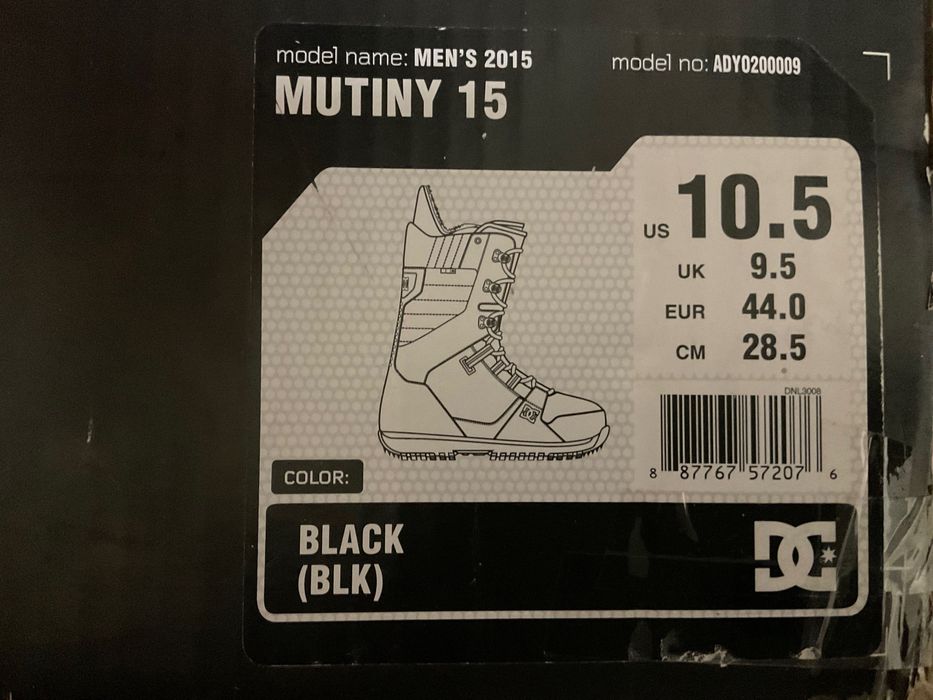 model name: MEN'S 2015
MUTINY 15
model no: ADYO200009
US 10.5
UK 9.5
EUR 44.0
CM 28.5
DNL3008
8 87767 57207 6
COLOR:
BLACK
(BLK)
DC